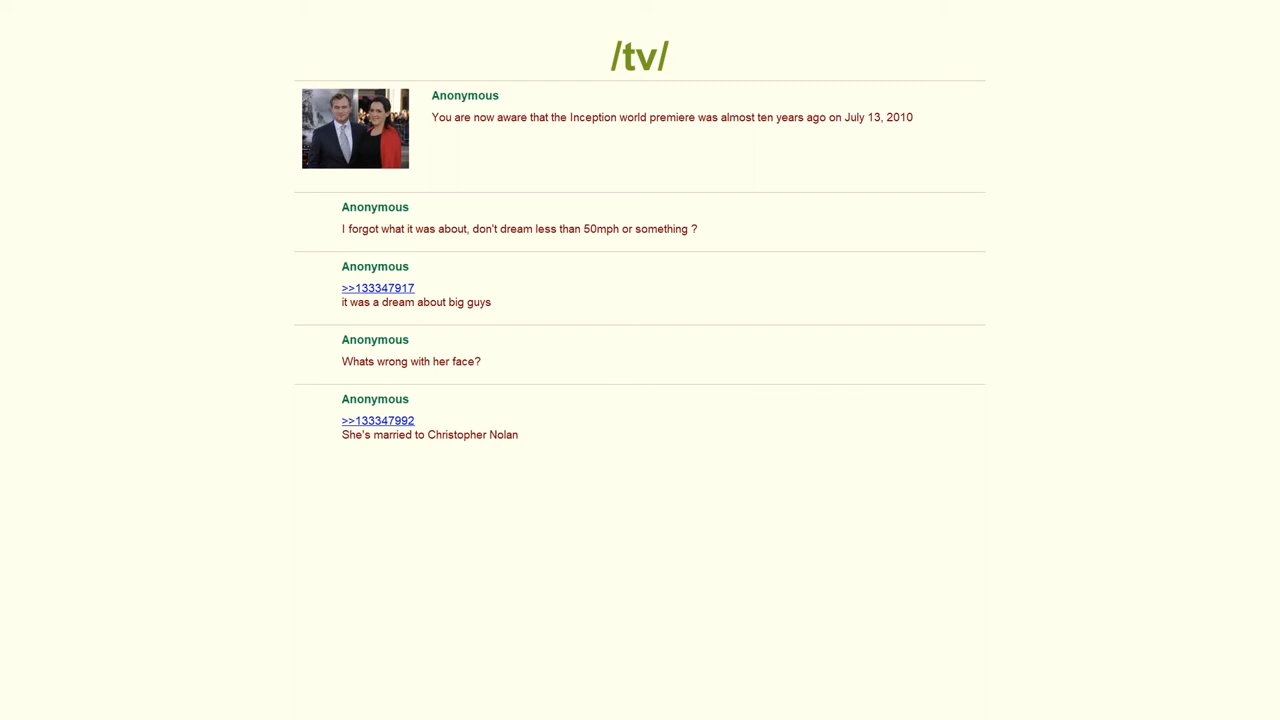 /tv/
Anonymous
You are now aware that the Inception world premiere was almost ten years ago on July 13, 2010
Anonymous
I forgot what it was about, don't dream less than 50mph or something ?
Anonymous
>>133347917
it was a dream about big guys
Anonymous
Whats wrong with her face?
Anonymous
>>133347992
She's married to Christopher Nolan